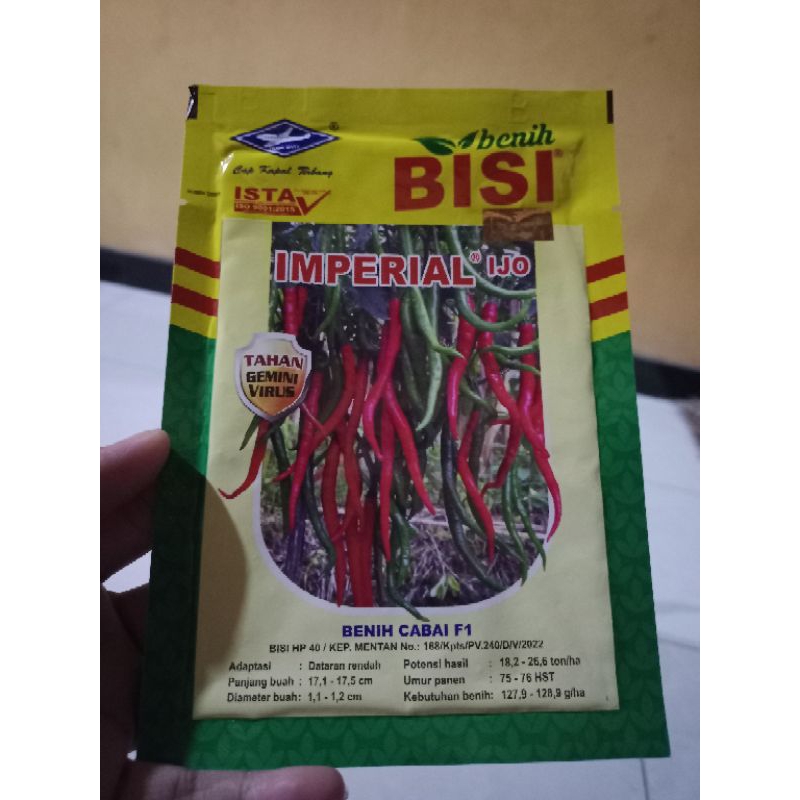 benih
BISI®
®
Cap Kapal Terbang
ISTA
ISO 9001:2015
IMPERIAL® IJO
TAHAN
GEMINI
VIRUS
BENIH CABAI F1
BISI HP 40 / KEP. MENTAN No.: 168/Kpts/PV.240/D/V/2022
Adaptasi : Dataran rendah
Panjang buah : 17,1 - 17,5 cm
Diameter buah: 1,1 - 1,2 cm
Potensi hasil : 18,2 - 26,6 ton/ha
Umur panen : 75 - 76 HST
Kebutuhan benih: 127,9 - 128,9 g/ha